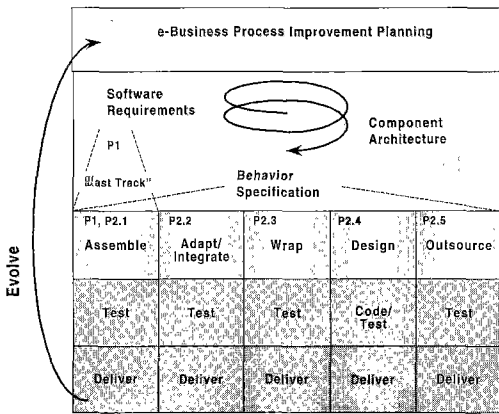 e-Business Process Improvement Planning
Software
Requirements
Component
Architecture
P1
"Fast Track"
Behavior
Specification
Evolve
P1, P2.1
Assemble
P2.2
Adapt/
Integrate
P2.3
Wrap
P2.4
Design
P2.5
Outsource
Test
Test
Test
Code/
Test
Test
Deliver
Deliver
Deliver
Deliver
Deliver